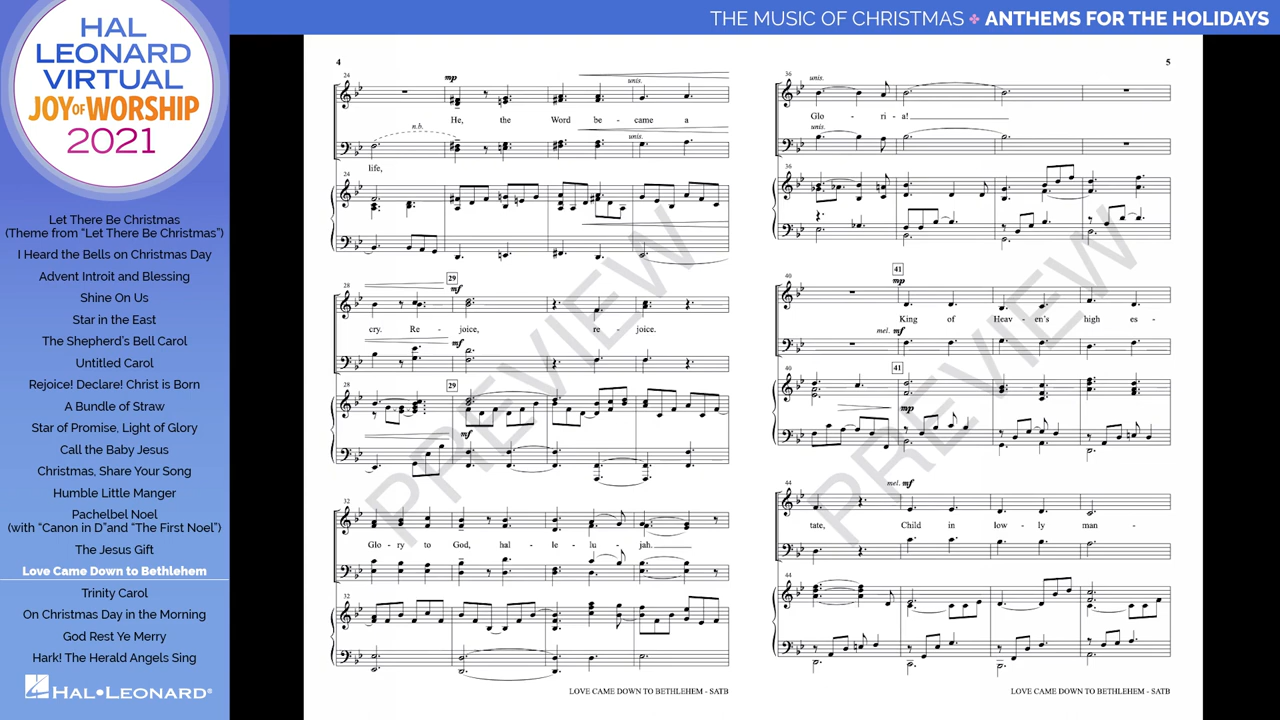 HAL
LEONARD
VIRTUAL
JOY OF WORSHIP
2021
Let There Be Christmas
(Theme from “Let There Be Christmas”)
I Heard the Bells on Christmas Day
Advent Introit and Blessing
Shine On Us
Star in the East
The Shepherd’s Bell Carol
Untitled Carol
Rejoice! Declare! Christ is Born
A Bundle of Straw
Star of Promise, Light of Glory
Call the Baby Jesus
Christmas, Share Your Song
Humble Little Manger
Pachelbel Noel
(with “Canon in D”and “The First Noel”)
The Jesus Gift
Love Came Down to Bethlehem
Trinity Carol
On Christmas Day in the Morning
God Rest Ye Merry
Hark! The Herald Angels Sing
HAL•LEONARD®
THE MUSIC OF CHRISTMAS ANTHEMS FOR THE HOLIDAYS
4
24
mp
unis.
He, the Word be - came a
n.b.
unis.
life,
24
28
29
mf
cry. Re - joice, re - joice.
mf
28
29
mf
32
Glo - ry to God, hal - le - lu - jah.
32
LOVE CAME DOWN TO BETHLEHEM - SATB
5
36
unis.
Glo - ri - a!
unis.
36
40
41
mp
King of Heav - en’s high es -
mel. mf
40
41
mp
44
mel. mf
tate, Child in low - ly man -
44
LOVE CAME DOWN TO BETHLEHEM - SATB
PREVIEW
PREVIEW